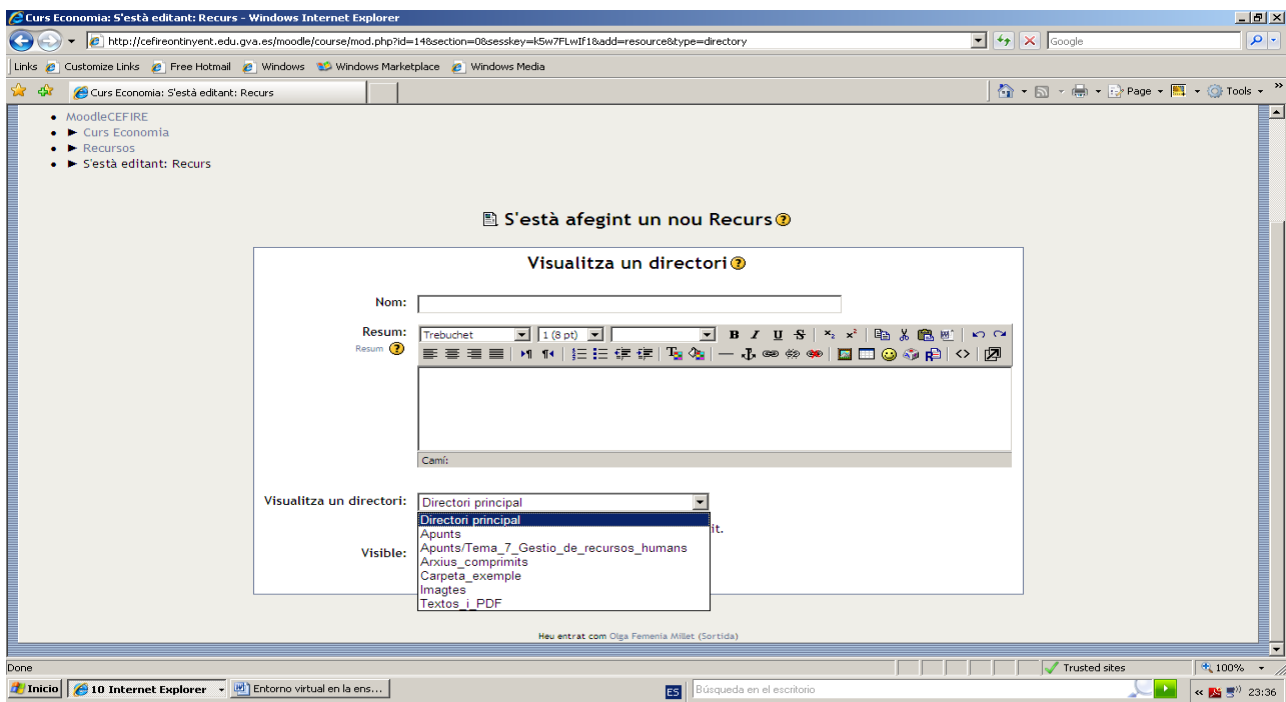 Curs Economia: S'està editant: Recurs - Windows Internet Explorer
http://cefireontinyent.edu.gva.es/moodle/course/mod.php?id=14&section=0&sesskey=k5w7FLwIf1&add=resource&type=directory
Google
Links Customize Links Free Hotmail Windows Windows Marketplace Windows Media
Curs Economia: S'està editant: Recurs
Page Tools »
• MoodleCEFIRE
• ► Curs Economia
• ► Recursos
• ► S'està editant: Recurs
S'està afegint un nou Recurs
Visualitza un directori
Nom:
Resum:
Resum
Trebuchet 1 (8 pt)
Camí:
Visualitza un directori: Directori principal
Directori principal
Apunts
Apunts/Tema_7_Gestio_de_recursos_humans
Arxius_comprimits
Carpeta_exemple
Imagtes
Textos_i_PDF
it.
Visible:
Heu entrat com Olga Femenia Millet (Sortida)
Done Trusted sites 100%
Inicio 10 Internet Explorer Entorno virtual en la ens... ES Búsqueda en el escritorio « 23:36